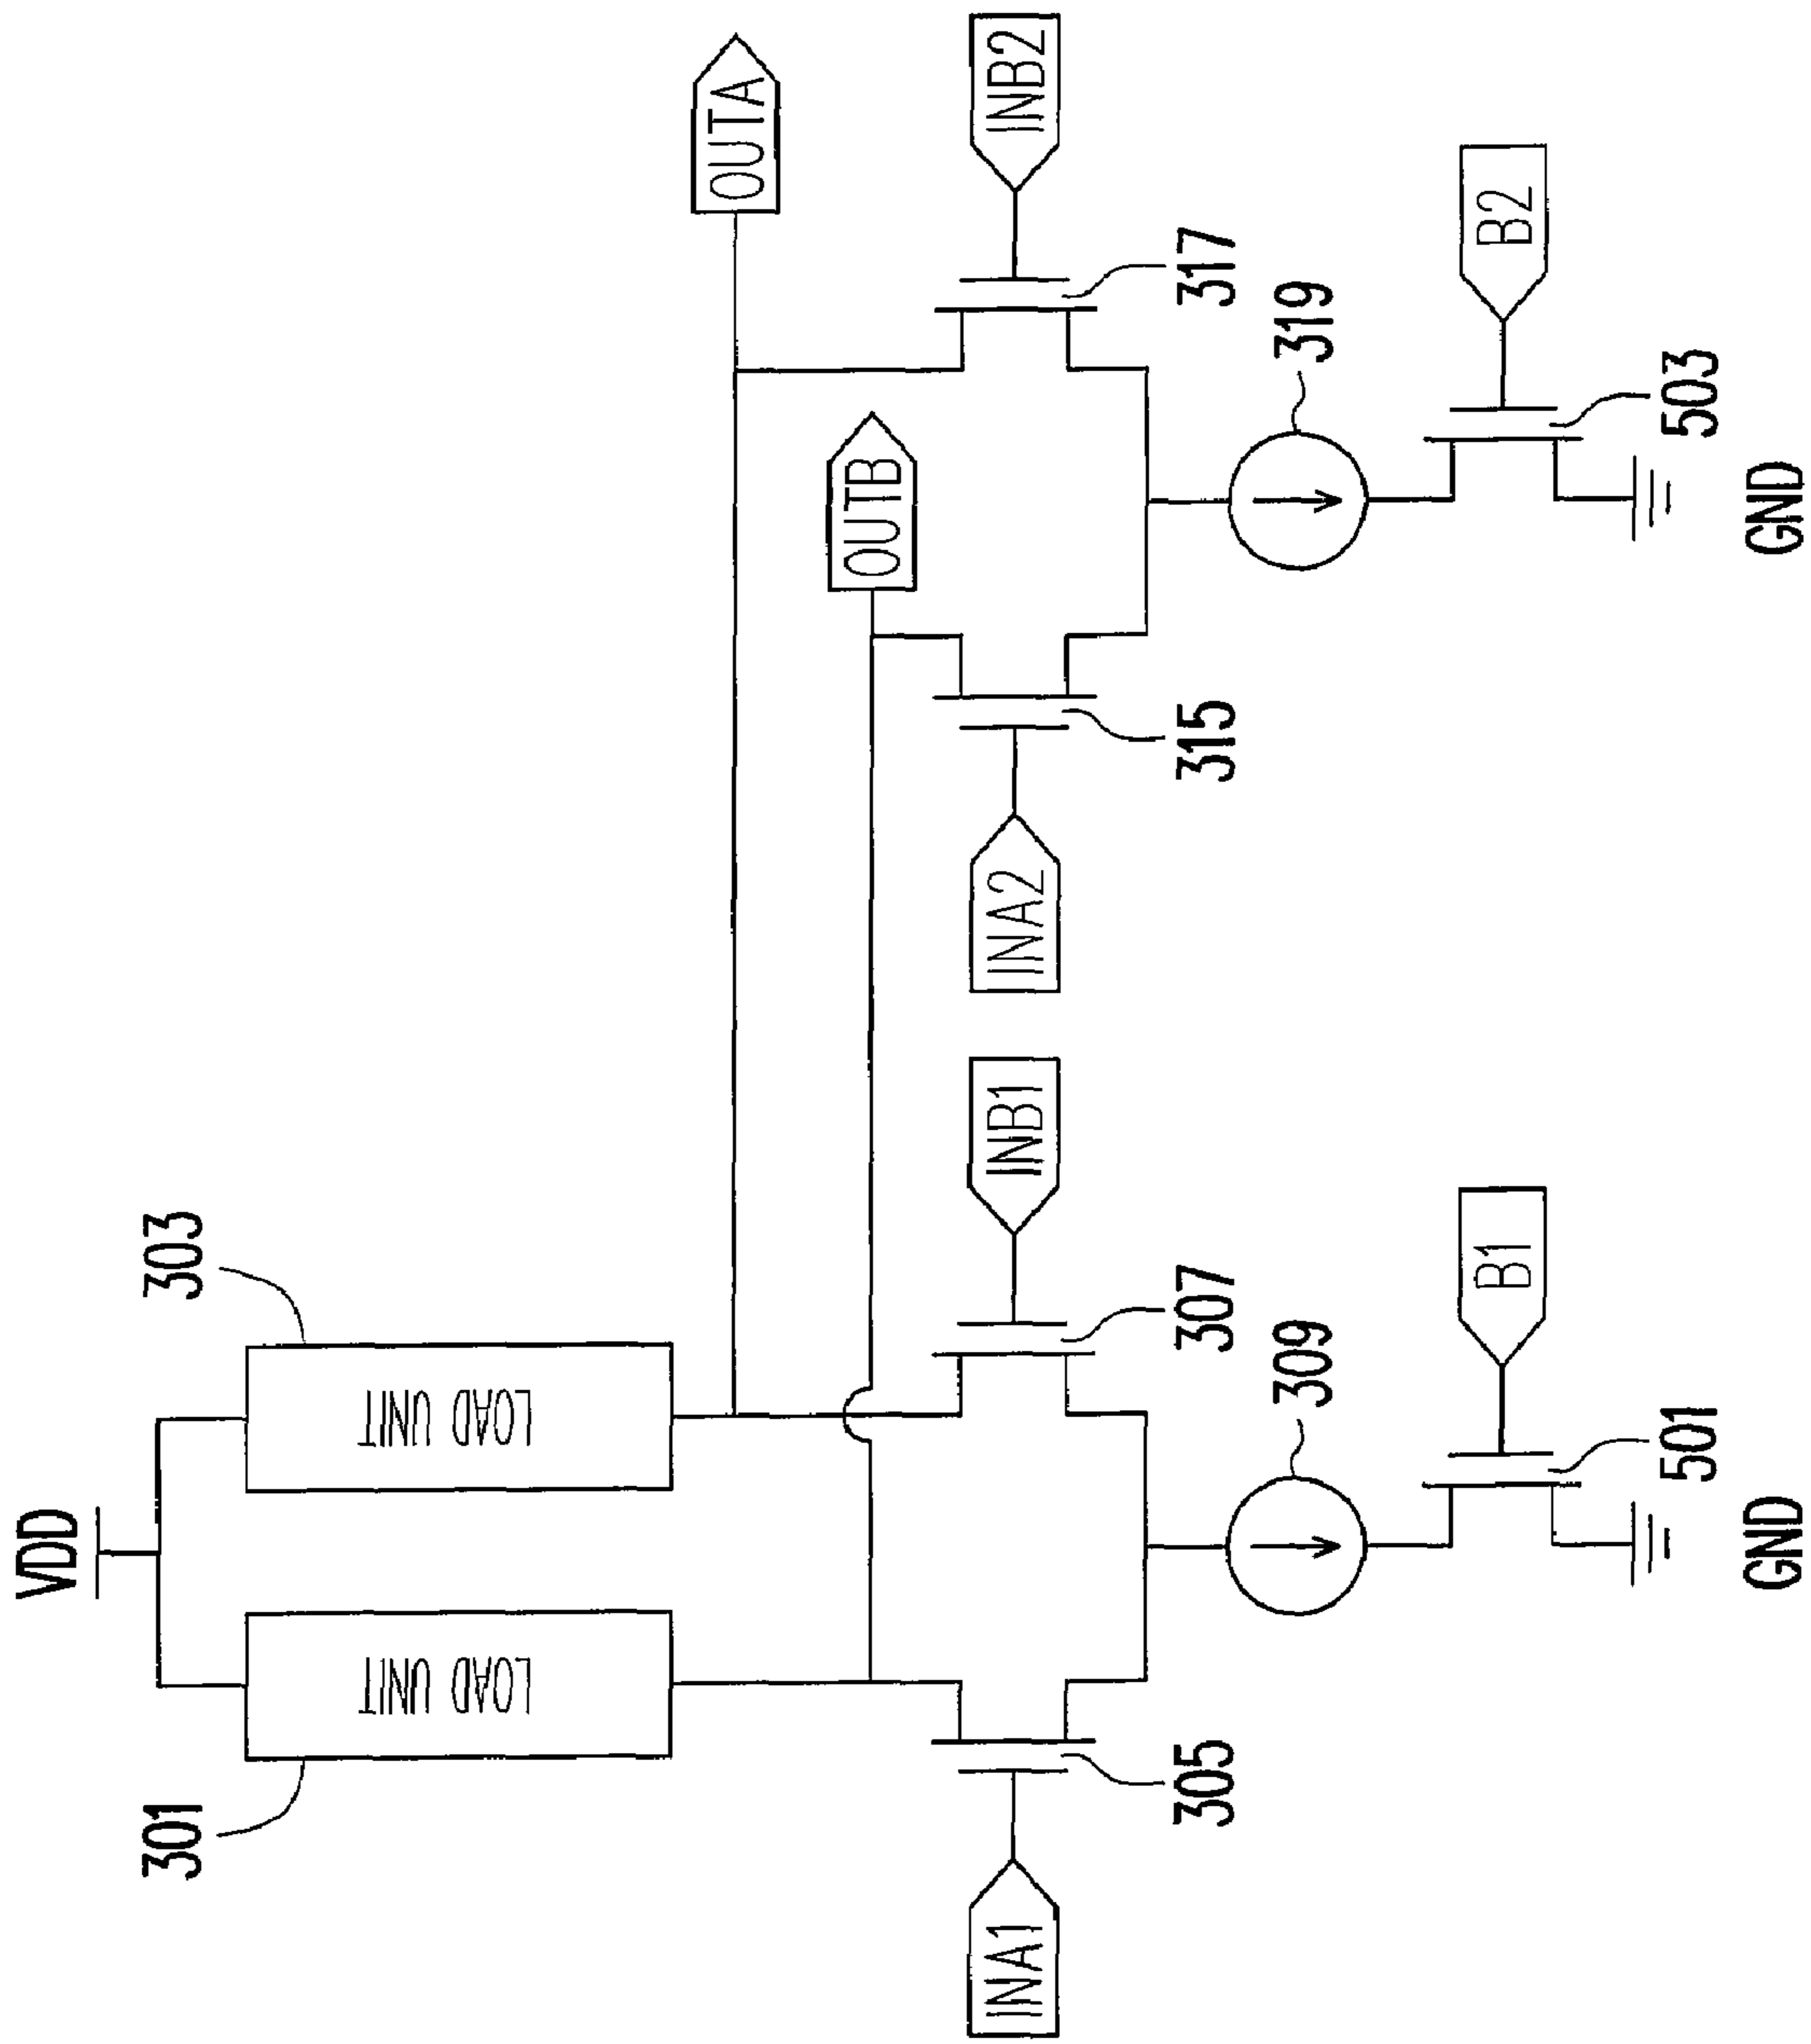 VDD
301
LOAD UNIT
LOAD UNIT
303
OUTA
OUTB
INA1
305
307
INB1
INA2
315
317
INB2
309
319
B1
501
B2
503
GND
GND